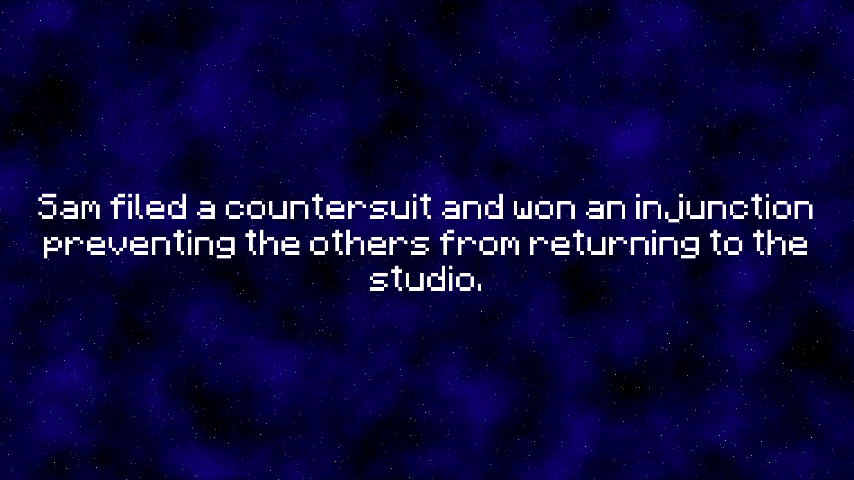 Sam filed a countersuit and won an injunction
preventing the others from returning to the
studio.